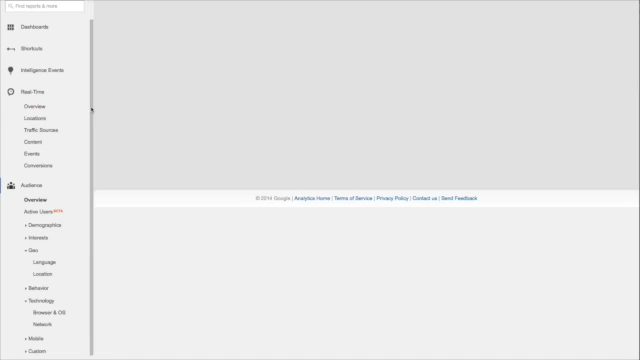 Find reports & more
Dashboards
Shortcuts
Intelligence Events
Real-Time
Overview
Locations
Traffic Sources
Content
Events
Conversions
Audience
Overview
Active Users BETA
Demographics
Interests
Geo
Language
Location
Behavior
Technology
Browser & OS
Network
Mobile
Custom
© 2014 Google | Analytics Home | Terms of Service | Privacy Policy | Contact us | Send Feedback